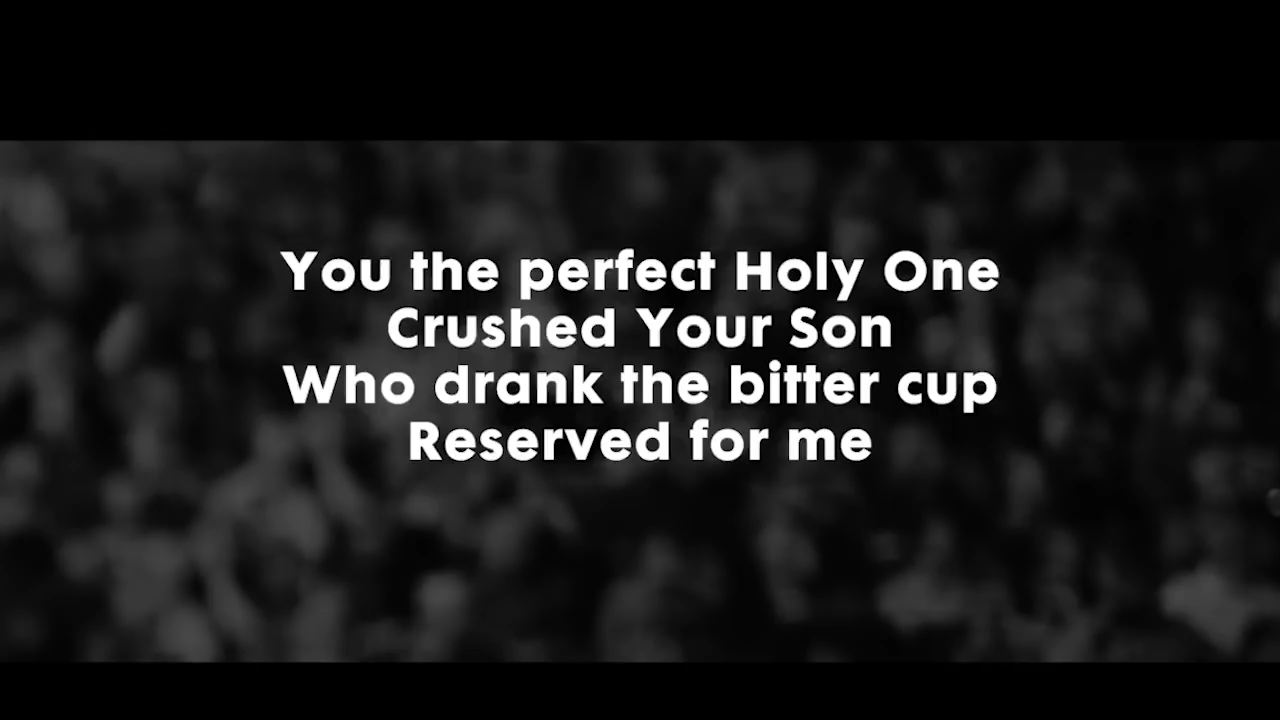 You the perfect Holy One
Crushed Your Son
Who drank the bitter cup
Reserved for me